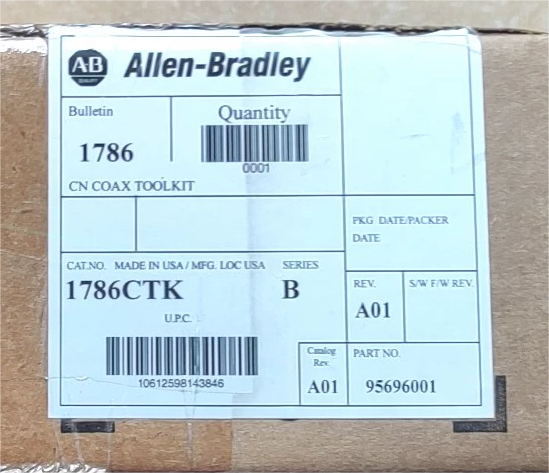 AB
QUALITY
Allen-Bradley
Bulletin
1786
Quantity
0001
CN COAX TOOLKIT
PKG DATE/PACKER
DATE
CAT.NO. MADE IN USA / MFG. LOC USA SERIES
1786CTK B
U.P.C.
10612598143846
REV.
A01
S/W F/W REV.
Catalog
Rev.
A01
PART NO.
95696001